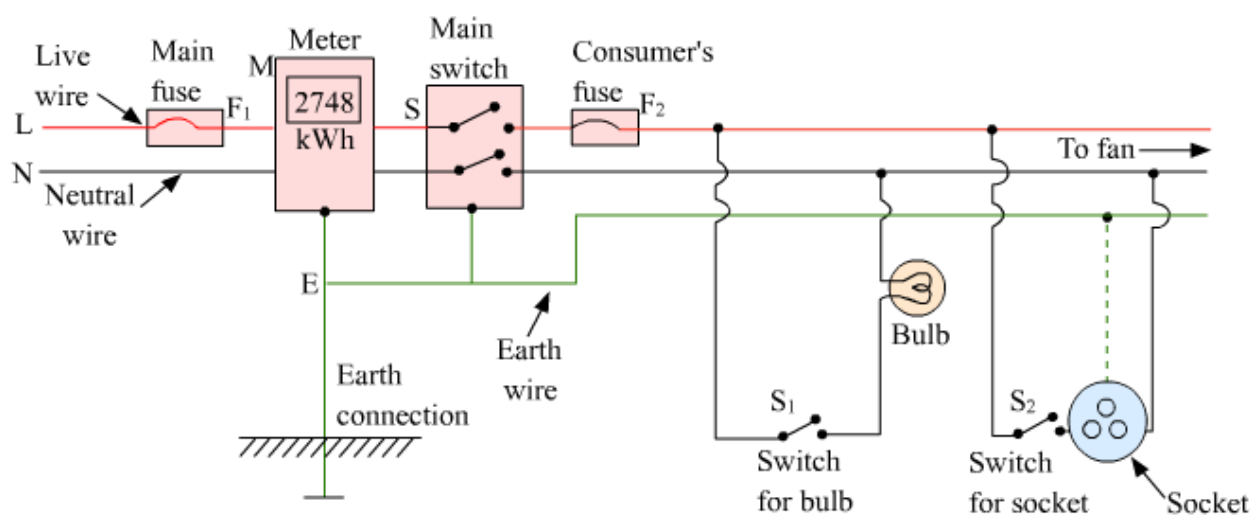 Live
wire
Main
fuse
Meter
M
Main
switch
Consumer's
fuse
L
F₁
2748
kWh
S
F₂
N
Neutral
wire
To fan
E
Earth
wire
Earth
connection
Bulb
S₁
Switch
for bulb
S₂
Switch
for socket
Socket